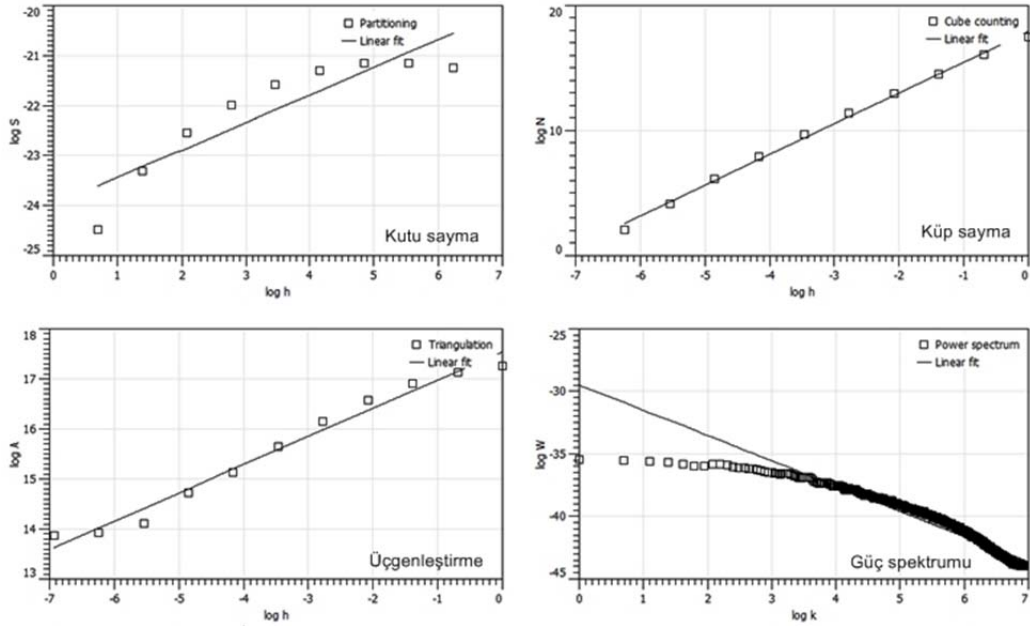 -20
-21
-22
-23
-24
-25
log S
Partitioning
Linear fit
Kutu sayma
0 1 2 3 4 5 6 7
log h
20
10
0
log N
Cube counting
Linear fit
Küp sayma
-7 -6 -5 -4 -3 -2 -1 0
log h
18
17
16
15
14
13
log A
Triangulation
Linear fit
Üçgenleştirme
-7 -6 -5 -4 -3 -2 -1 0
log h
-25
-30
-35
-40
-45
log W
Power spectrum
Linear fit
Güç spektrumu
0 1 2 3 4 5 6 7
log k